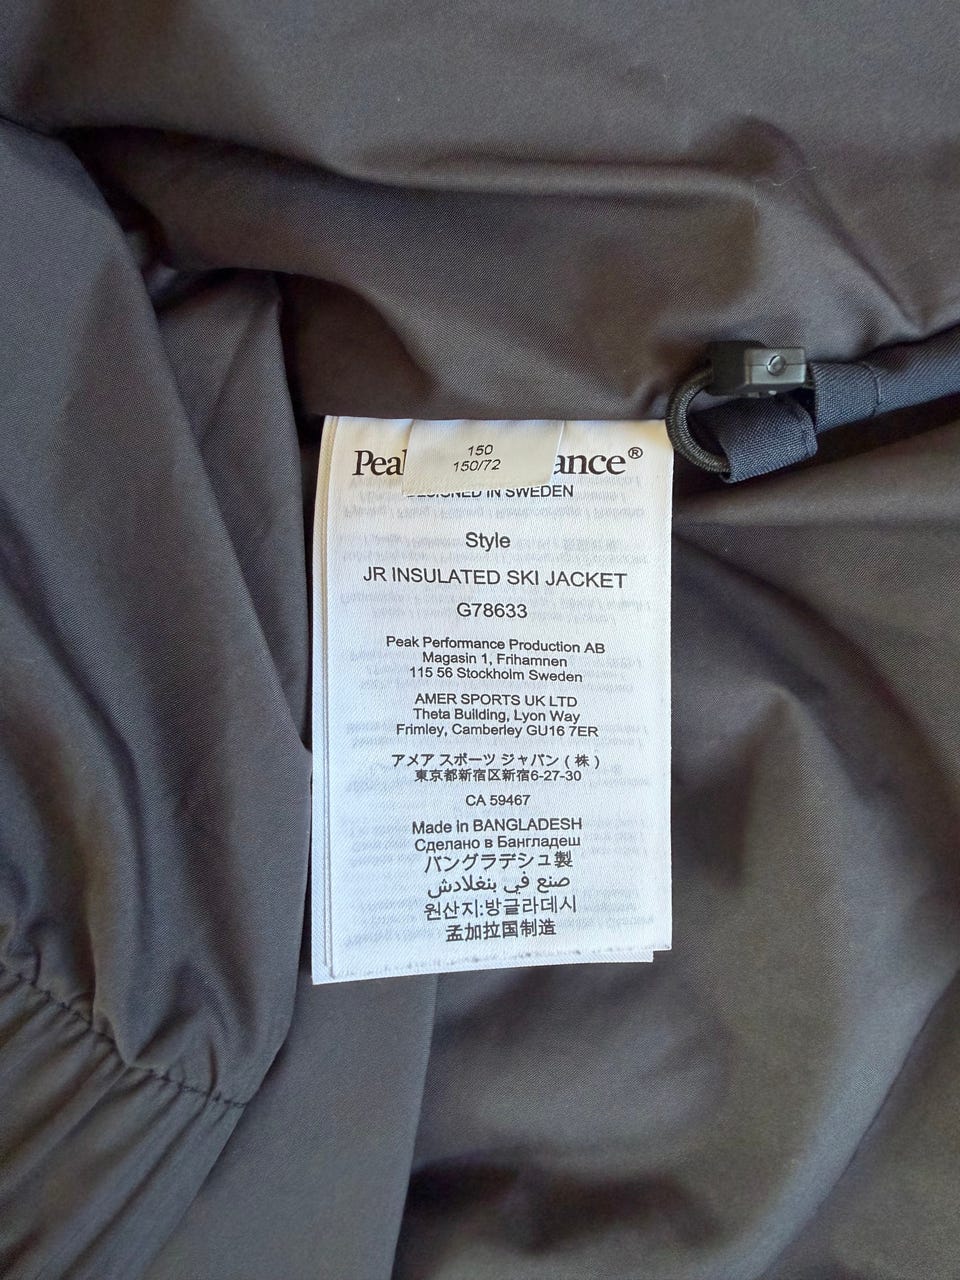 150
150/72
Pea ance®
DESIGNED IN SWEDEN
Style
JR INSULATED SKI JACKET
G78633
Peak Performance Production AB
Magasin 1, Frihamnen
115 56 Stockholm Sweden
AMER SPORTS UK LTD
Theta Building, Lyon Way
Frimley, Camberley GU16 7ER
アメア スポーツ ジャパン ( 株 )
東京都新宿区新宿6-27-30
CA 59467
Made in BANGLADESH
Сделано в Бангладеш
バングラデシュ製
صنع في بنغلادش
원산지:방글라데시
孟加拉国制造